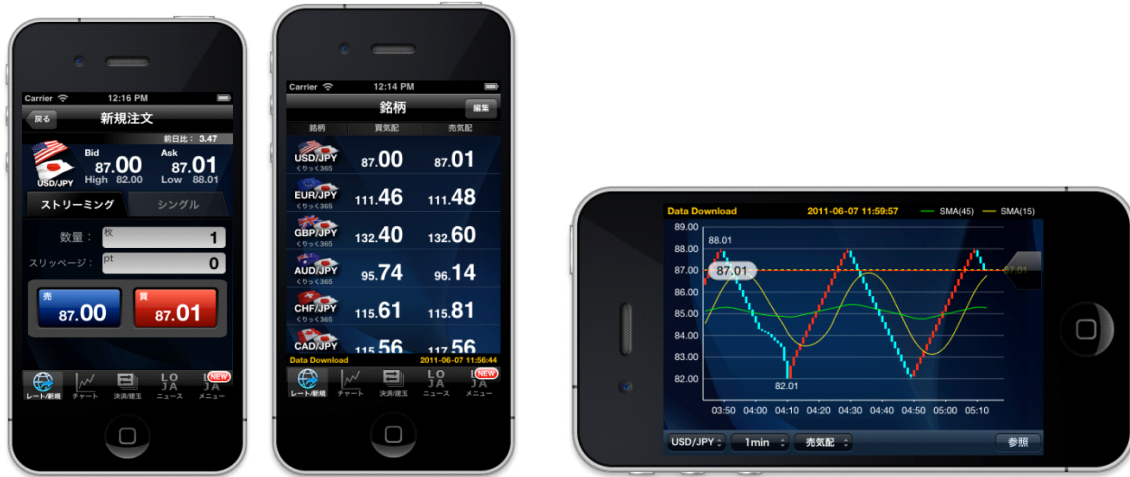 Carrier 12:16 PM
戻る 新規注文
前日比： 3.47
Bid Ask
87.00 87.01
USD/JPY High 82.00 Low 88.01
ストリーミング シングル
数量： 枚 1
スリッページ： pt 0
売 買
87.00 87.01
NEW
レート/新規 チャート 決済/建玉 ニュース メニュー
Carrier 12:14 PM
銘柄 編集
銘柄 買気配 売気配
USD/JPY 87.00 87.01
くりっく365
EUR/JPY 111.46 111.48
くりっく365
GBP/JPY 132.40 132.60
くりっく365
AUD/JPY 95.74 96.14
くりっく365
CHF/JPY 115.61 115.81
くりっく365
CAD/JPY 115.56 117.56
Data Download 2011-06-07 11:56:44
LO
JA
NEW
レート/新規 チャート 決済/建玉 ニュース メニュー
Data Download 2011-06-07 11:59:57 SMA(45) SMA(15)
89.00
88.01
88.00
87.00 87.01 87.01
86.00
85.00
84.00
83.00
82.00
82.01
03:50 04:00 04:10 04:20 04:30 04:40 04:50 05:00 05:10
USD/JPY 1min 売気配 参照